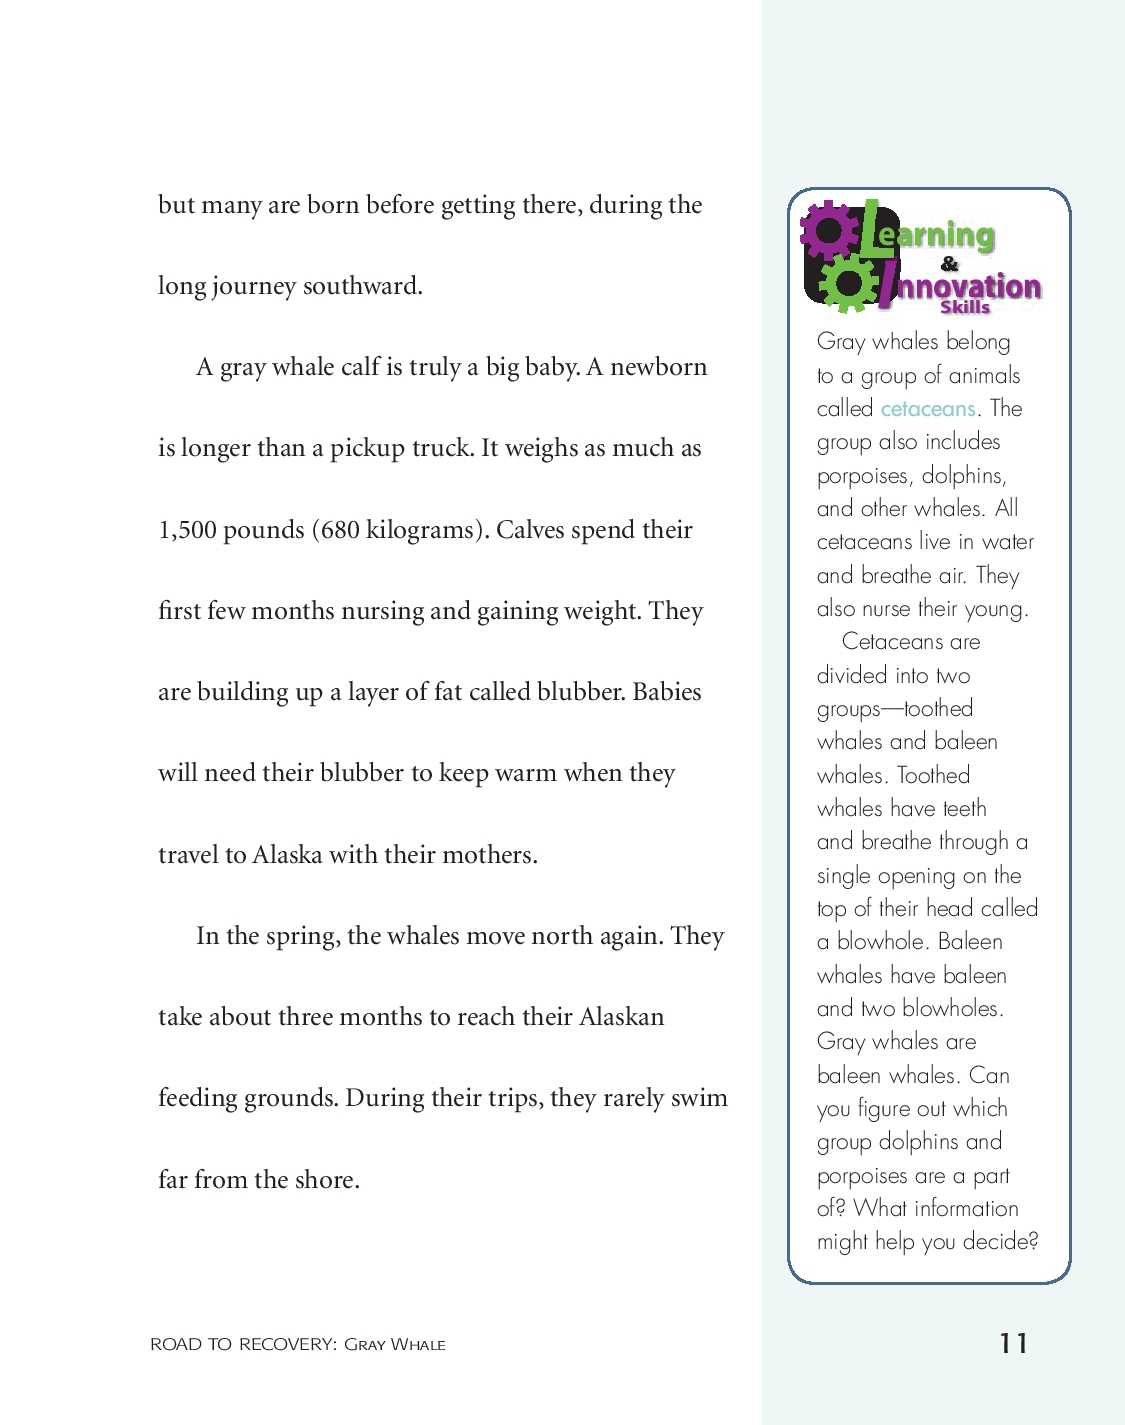 but many are born before getting there, during the
long journey southward.
A gray whale calf is truly a big baby. A newborn
is longer than a pickup truck. It weighs as much as
1,500 pounds (680 kilograms). Calves spend their
first few months nursing and gaining weight. They
are building up a layer of fat called blubber. Babies
will need their blubber to keep warm when they
travel to Alaska with their mothers.
In the spring, the whales move north again. They
take about three months to reach their Alaskan
feeding grounds. During their trips, they rarely swim
far from the shore.
Learning
&
Innovation
Skills
Gray whales belong
to a group of animals
called cetaceans. The
group also includes
porpoises, dolphins,
and other whales. All
cetaceans live in water
and breathe air. They
also nurse their young.
Cetaceans are
divided into two
groups—toothed
whales and baleen
whales. Toothed
whales have teeth
and breathe through a
single opening on the
top of their head called
a blowhole. Baleen
whales have baleen
and two blowholes.
Gray whales are
baleen whales. Can
you figure out which
group dolphins and
porpoises are a part
of? What information
might help you decide?
ROAD TO RECOVERY: GRAY WHALE
11